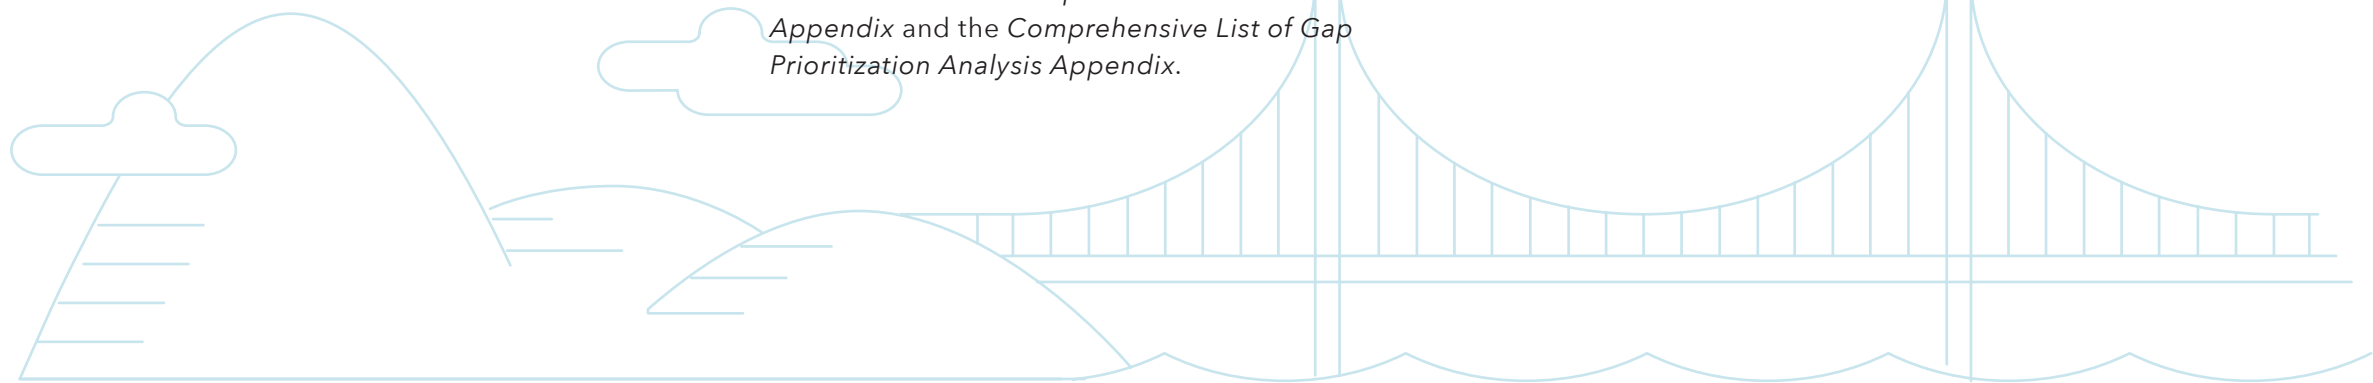 Appendix and the Comprehensive List of Gap
Prioritization Analysis Appendix.